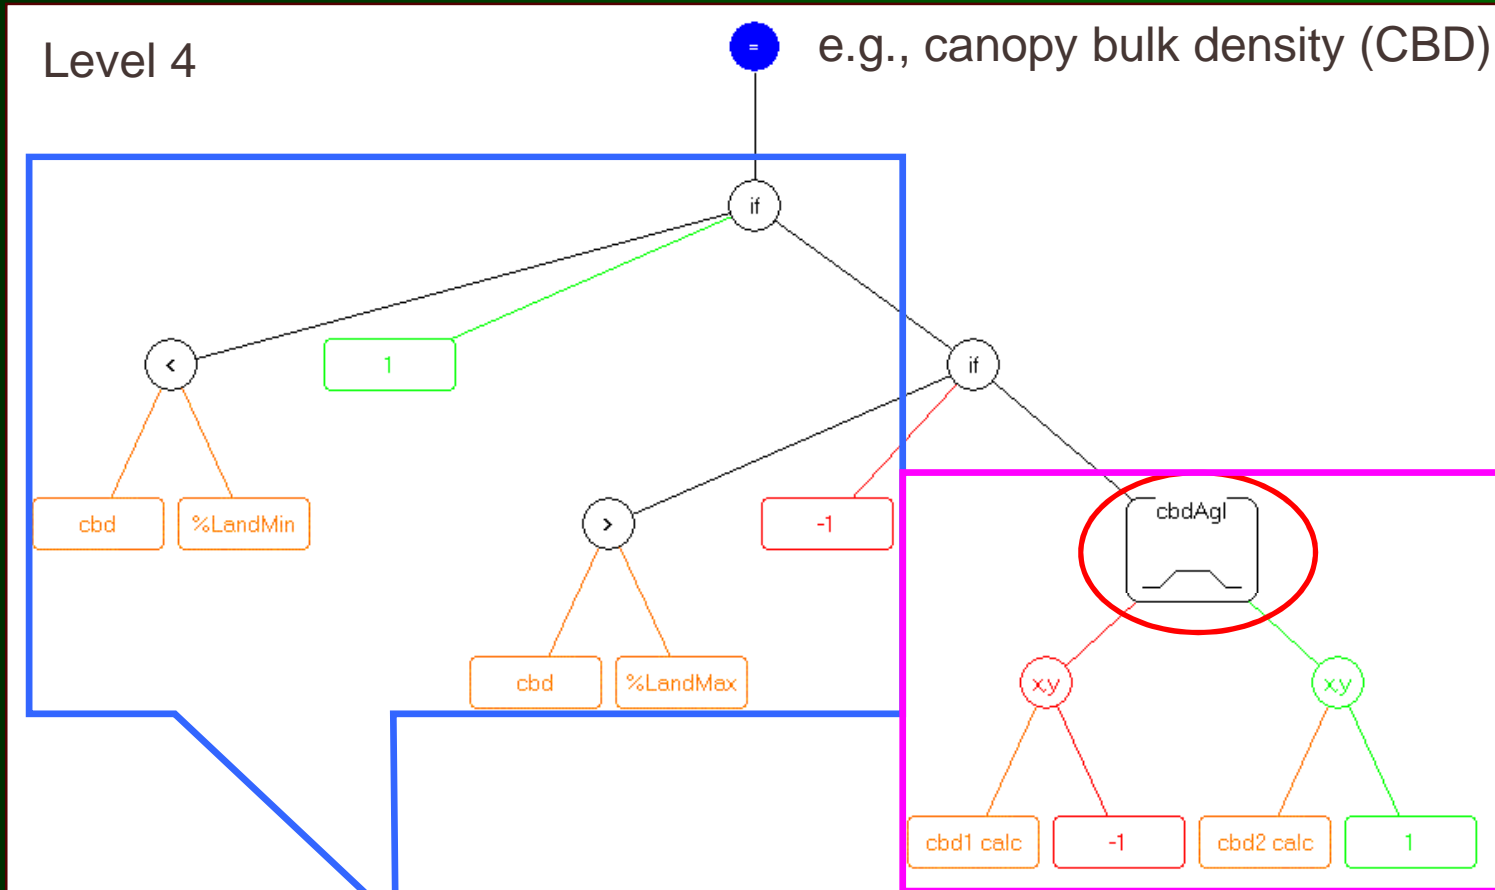 Level 4
e.g., canopy bulk density (CBD)
=
if
<
1
if
cbd
%LandMin
>
-1
cbdAgl
cbd
%LandMax
x,y
x,y
cbd1 calc
-1
cbd2 calc
1